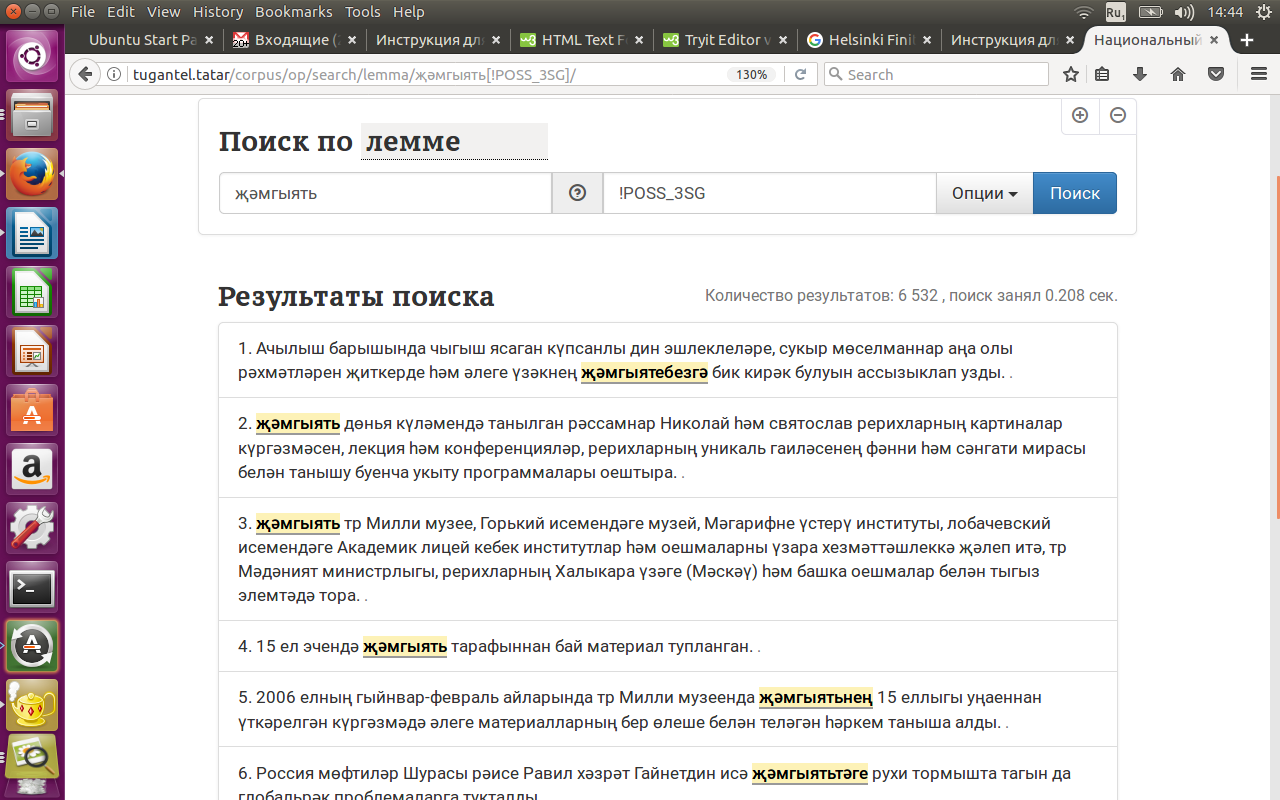 File Edit View History Bookmarks Tools Help
Ru1 14:44
Ubuntu Start Pa Входящие (2 Инструкция для HTML Text Fo Tryit Editor v Helsinki Finit Инструкция для Национальный
20+
tugantel.tatar/corpus/op/search/lemma/җәмгыять[!POSS_3SG]/ 130% Search
Поиск по лемме
җәмгыять !POSS_3SG Опции Поиск
Результаты поиска
Количество результатов: 6 532 , поиск занял 0.208 сек.
1. Ачылыш барышында чыгыш ясаган күпсанлы дин эшлеклеләре, сукыр мөселманнар аңа олы
рәхмәтләрен җиткерде һәм әлеге үзәкнең җәмгыятебезгә бик кирәк булуын ассызыклап узды. .
2. җәмгыять дөнья күләмендә танылган рәссамнар Николай һәм святослав рерихларның картиналар
күргәзмәсен, лекция һәм конференцияләр, рерихларның уникаль гаиләсенең фәнни һәм сәнгати мирасы
белән танышу буенча укыту программалары оештыра. .
3. җәмгыять тр Милли музее, Горький исемендәге музей, Мәгарифне үстерү институты, лобачевский
исемендәге Академик лицей кебек институтлар һәм оешмаларны үзара хезмәттәшлеккә җәлеп итә, тр
Мәдәният министрлыгы, рерихларның Халыкара үзәге (Мәскәү) һәм башка оешмалар белән тыгыз
элемтәдә тора. .
4. 15 ел эчендә җәмгыять тарафыннан бай материал тупланган. .
5. 2006 елның гыйнвар-февраль айларында тр Милли музеенда җәмгыятьнең 15 еллыгы уңаеннан
үткәрелгән күргәзмәдә әлеге материалларның бер өлеше белән теләгән һәркем таныша алды. .
6. Россия мөфтиләр Шурасы рәисе Равил хәзрәт Гайнетдин исә җәмгыятьтәге рухи тормышта тагын да
глобальрәк проблемаларга тукталды.